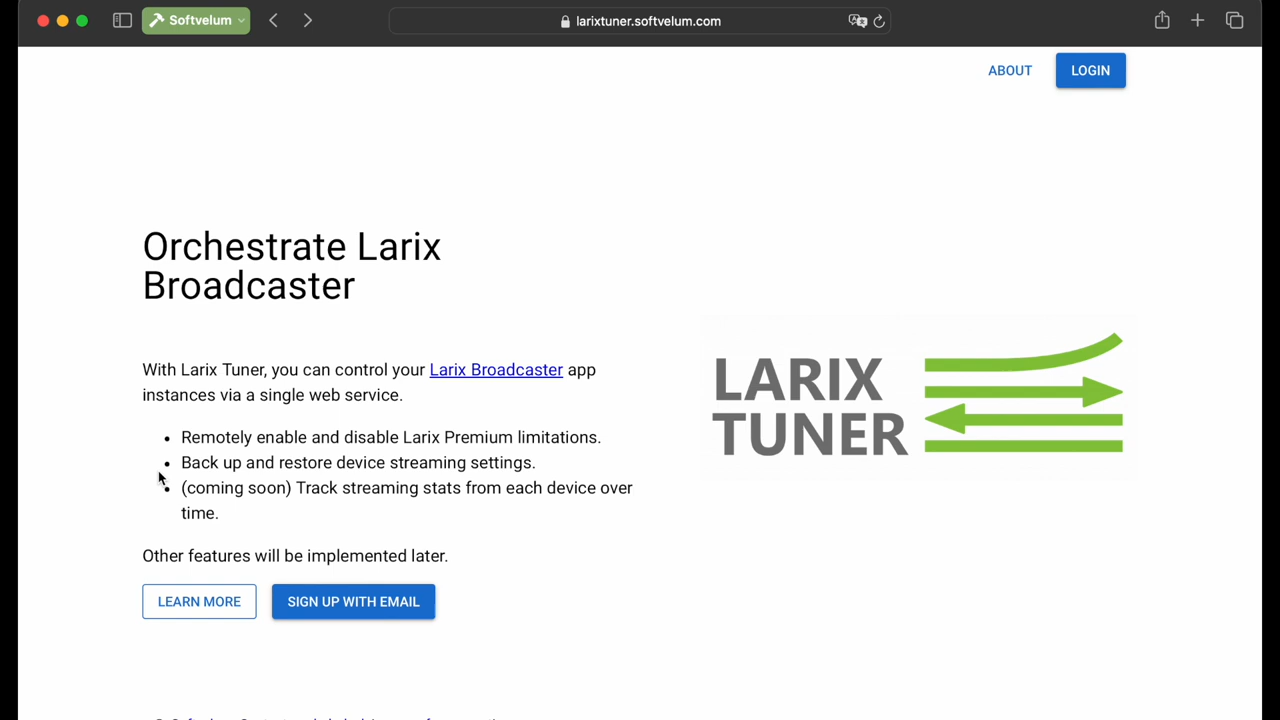 Softvelum
larixtuner.softvelum.com
ABOUT
LOGIN
Orchestrate Larix
Broadcaster
With Larix Tuner, you can control your Larix Broadcaster app
instances via a single web service.
• Remotely enable and disable Larix Premium limitations.
• Back up and restore device streaming settings.
• (coming soon) Track streaming stats from each device over
time.
Other features will be implemented later.
LEARN MORE
SIGN UP WITH EMAIL
LARIX
TUNER